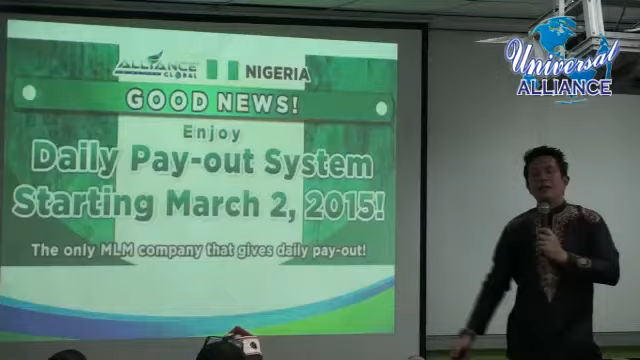 ALLIANCE
GLOBAL
NIGERIA
GOOD NEWS!
Enjoy
Daily Pay-out System
Starting March 2, 2015!
The only MLM company that gives daily pay-out!
Universal
ALLIANCE